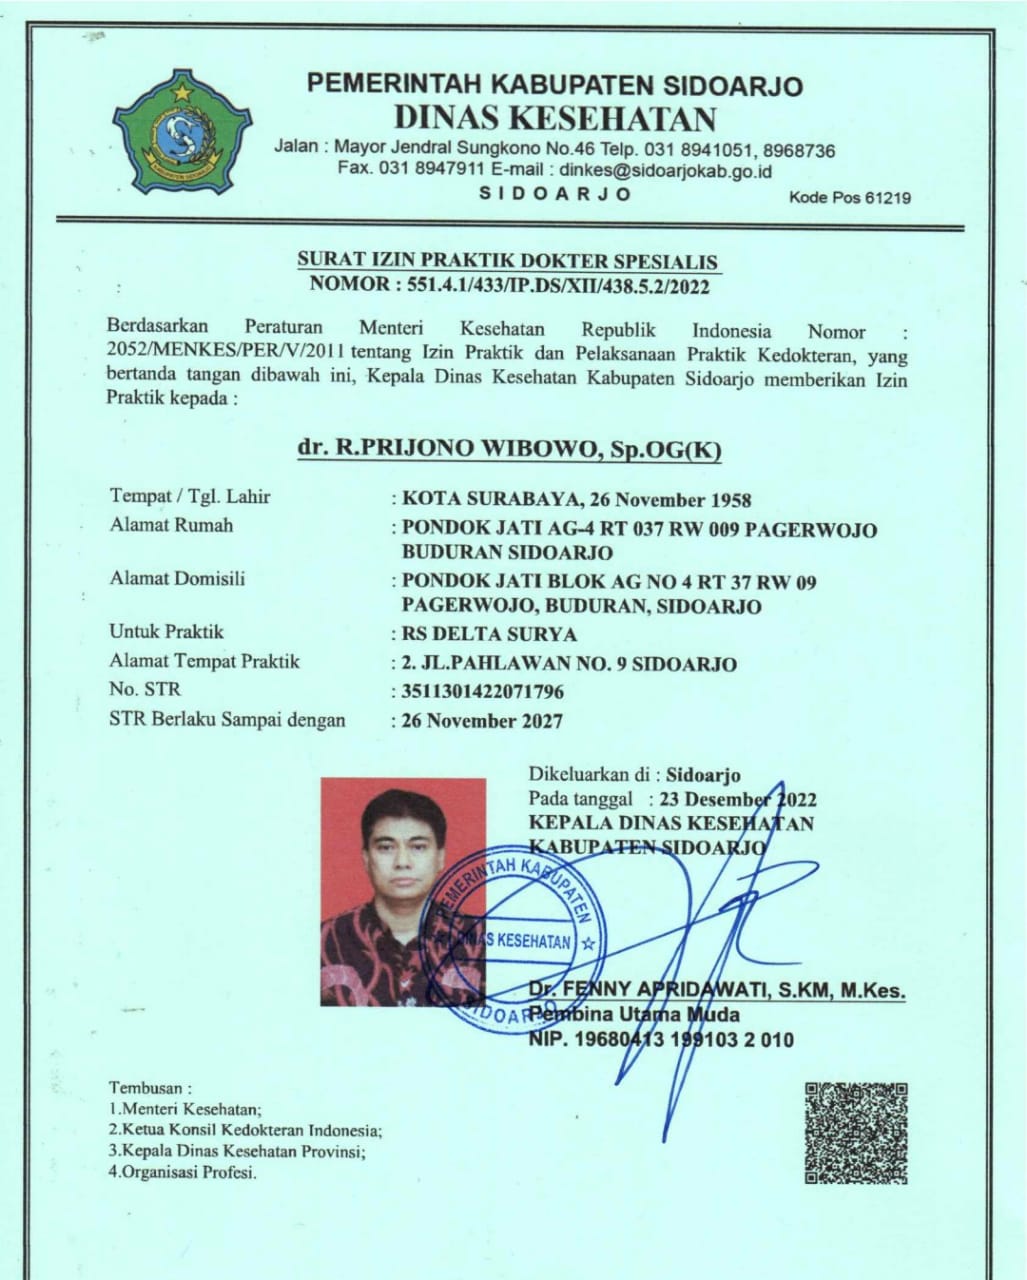 PEMERINTAH KABUPATEN SIDOARJO
DINAS KESEHATAN
Jalan : Mayor Jendral Sungkono No.46 Telp. 031 8941051, 8968736
Fax. 031 8947911 E-mail : dinkes@sidoarjokab.go.id
SIDOARJO
Kode Pos 61219
KABUPATEN SIDOARJO
SURAT IZIN PRAKTIK DOKTER SPESIALIS
NOMOR : 551.4.1/433/IP.DS/XII/438.5.2/2022
Berdasarkan Peraturan Menteri Kesehatan Republik Indonesia Nomor :
2052/MENKES/PER/V/2011 tentang Izin Praktik dan Pelaksanaan Praktik Kedokteran, yang
bertanda tangan dibawah ini, Kepala Dinas Kesehatan Kabupaten Sidoarjo memberikan Izin
Praktik kepada :
dr. R.PRIJONO WIBOWO, Sp.OG(K)
Tempat / Tgl. Lahir : KOTA SURABAYA, 26 November 1958
Alamat Rumah : PONDOK JATI AG-4 RT 037 RW 009 PAGERWOJO
BUDURAN SIDOARJO
Alamat Domisili : PONDOK JATI BLOK AG NO 4 RT 37 RW 09
PAGERWOJO, BUDURAN, SIDOARJO
Untuk Praktik : RS DELTA SURYA
Alamat Tempat Praktik : 2. JL.PAHLAWAN NO. 9 SIDOARJO
No. STR : 3511301422071796
STR Berlaku Sampai dengan : 26 November 2027
Dikeluarkan di : Sidoarjo
Pada tanggal : 23 Desember 2022
KEPALA DINAS KESEHATAN
KABUPATEN SIDOARJO
PEMERINTAH KABUPATEN
DINAS KESEHATAN
SIDOARJO
Dr. FENNY APRIDAWATI, S.KM, M.Kes.
Pembina Utama Muda
NIP. 19680413 199103 2 010
Tembusan :
1.Menteri Kesehatan;
2.Ketua Konsil Kedokteran Indonesia;
3.Kepala Dinas Kesehatan Provinsi;
4.Organisasi Profesi.